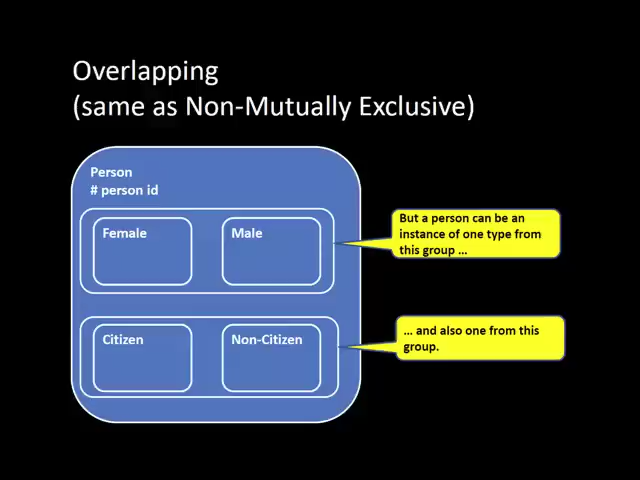 Overlapping
(same as Non-Mutually Exclusive)
Person
# person id
Female
Male
But a person can be an
instance of one type from
this group ...
Citizen
Non-Citizen
... and also one from this
group.